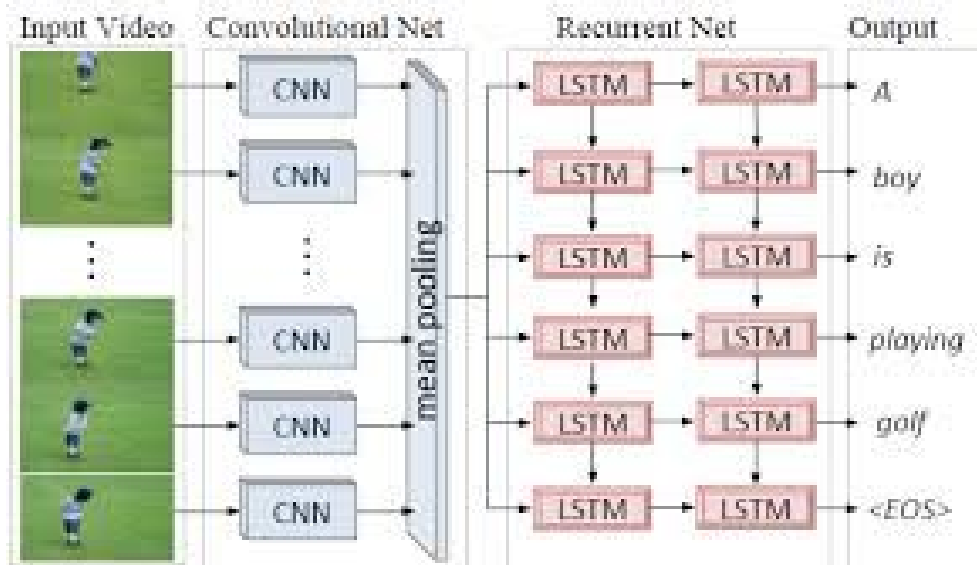 Input Video Convolutional Net Recurrent Net Output
CNN LSTM LSTM A
CNN LSTM LSTM boy
LSTM LSTM is
mean pooling
CNN LSTM LSTM playing
CNN LSTM LSTM golf
CNN LSTM LSTM <EOS>